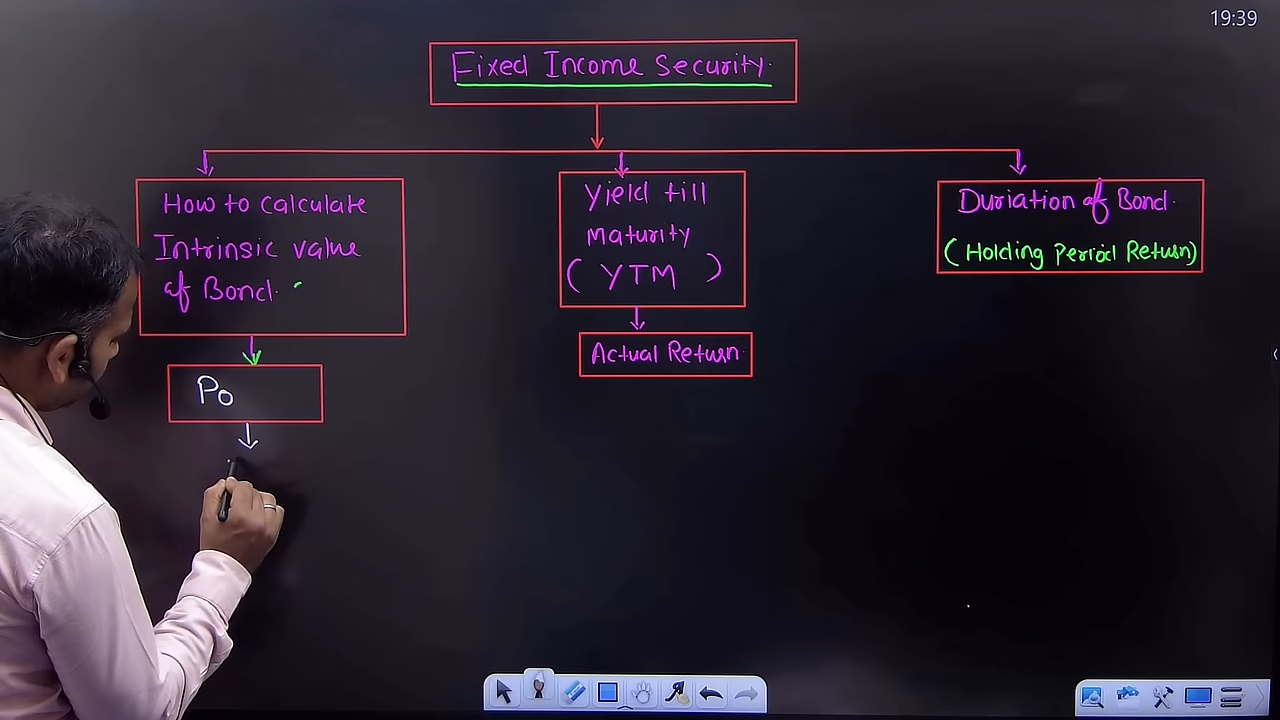 19:39
Fixed Income Security.
How to calculate
Intrinsic value
of Bond.
Po
Yield till
maturity
(YTM)
Actual Return
Duriation of Bond.
(Holding Period Return)